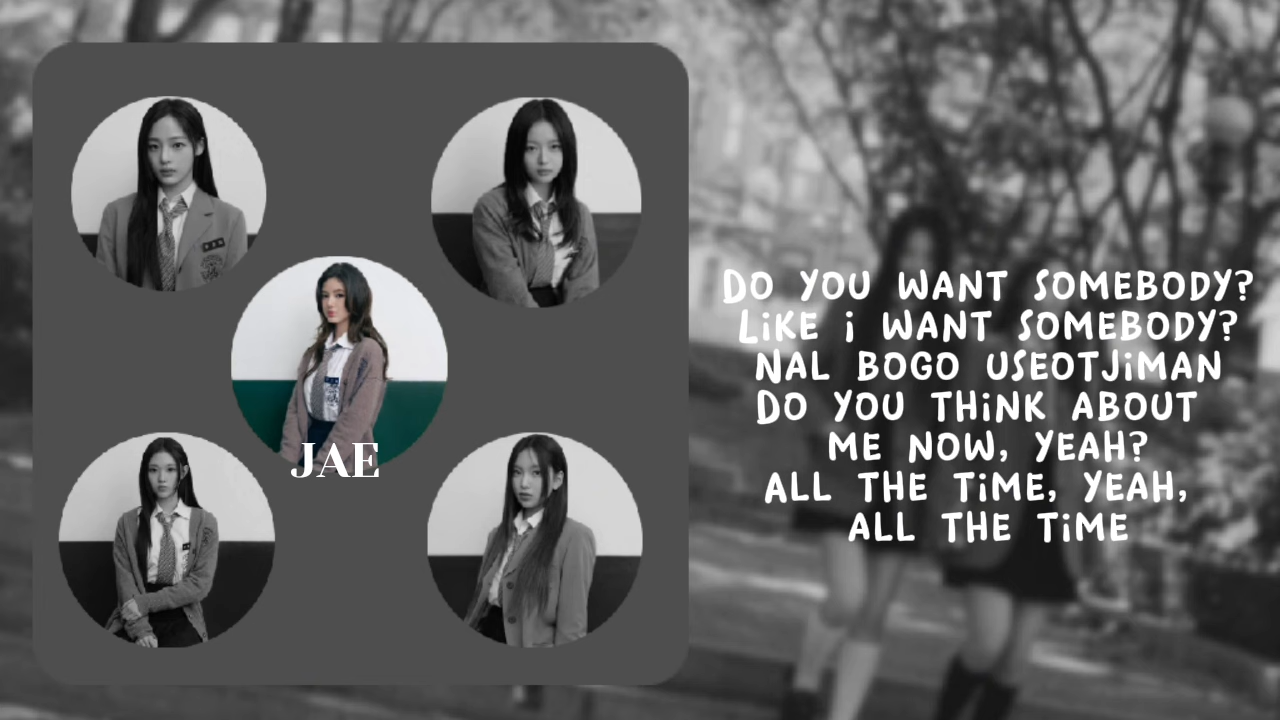 JAE
DO YOU WANT SOMEBODY?
LiKE i WANT SOMEBODY?
NAL BOGO USEOTJiMAN
DO YOU THiNK ABOUT
ME NOW, YEAH?
ALL THE TiME, YEAH,
ALL THE TiME